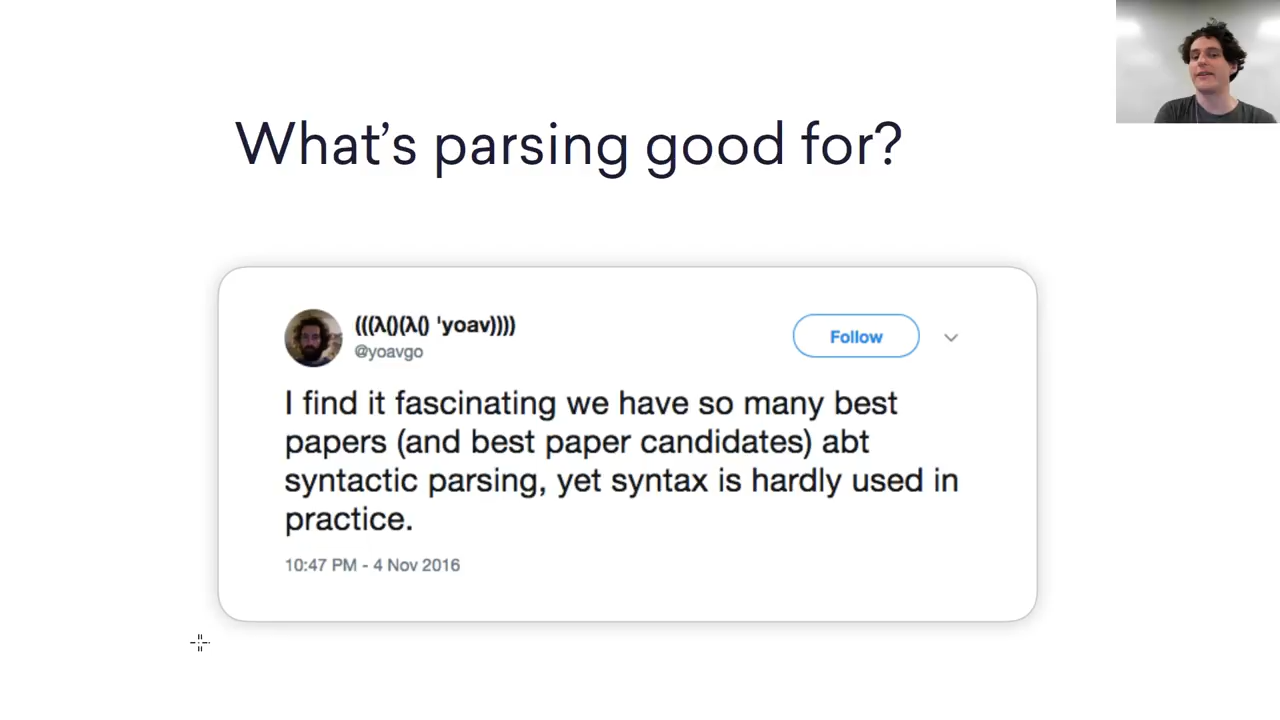 What's parsing good for?
(((λ()(λ() 'yoav))))
@yoavgo
Follow
I find it fascinating we have so many best
papers (and best paper candidates) abt
syntactic parsing, yet syntax is hardly used in
practice.
10:47 PM - 4 Nov 2016